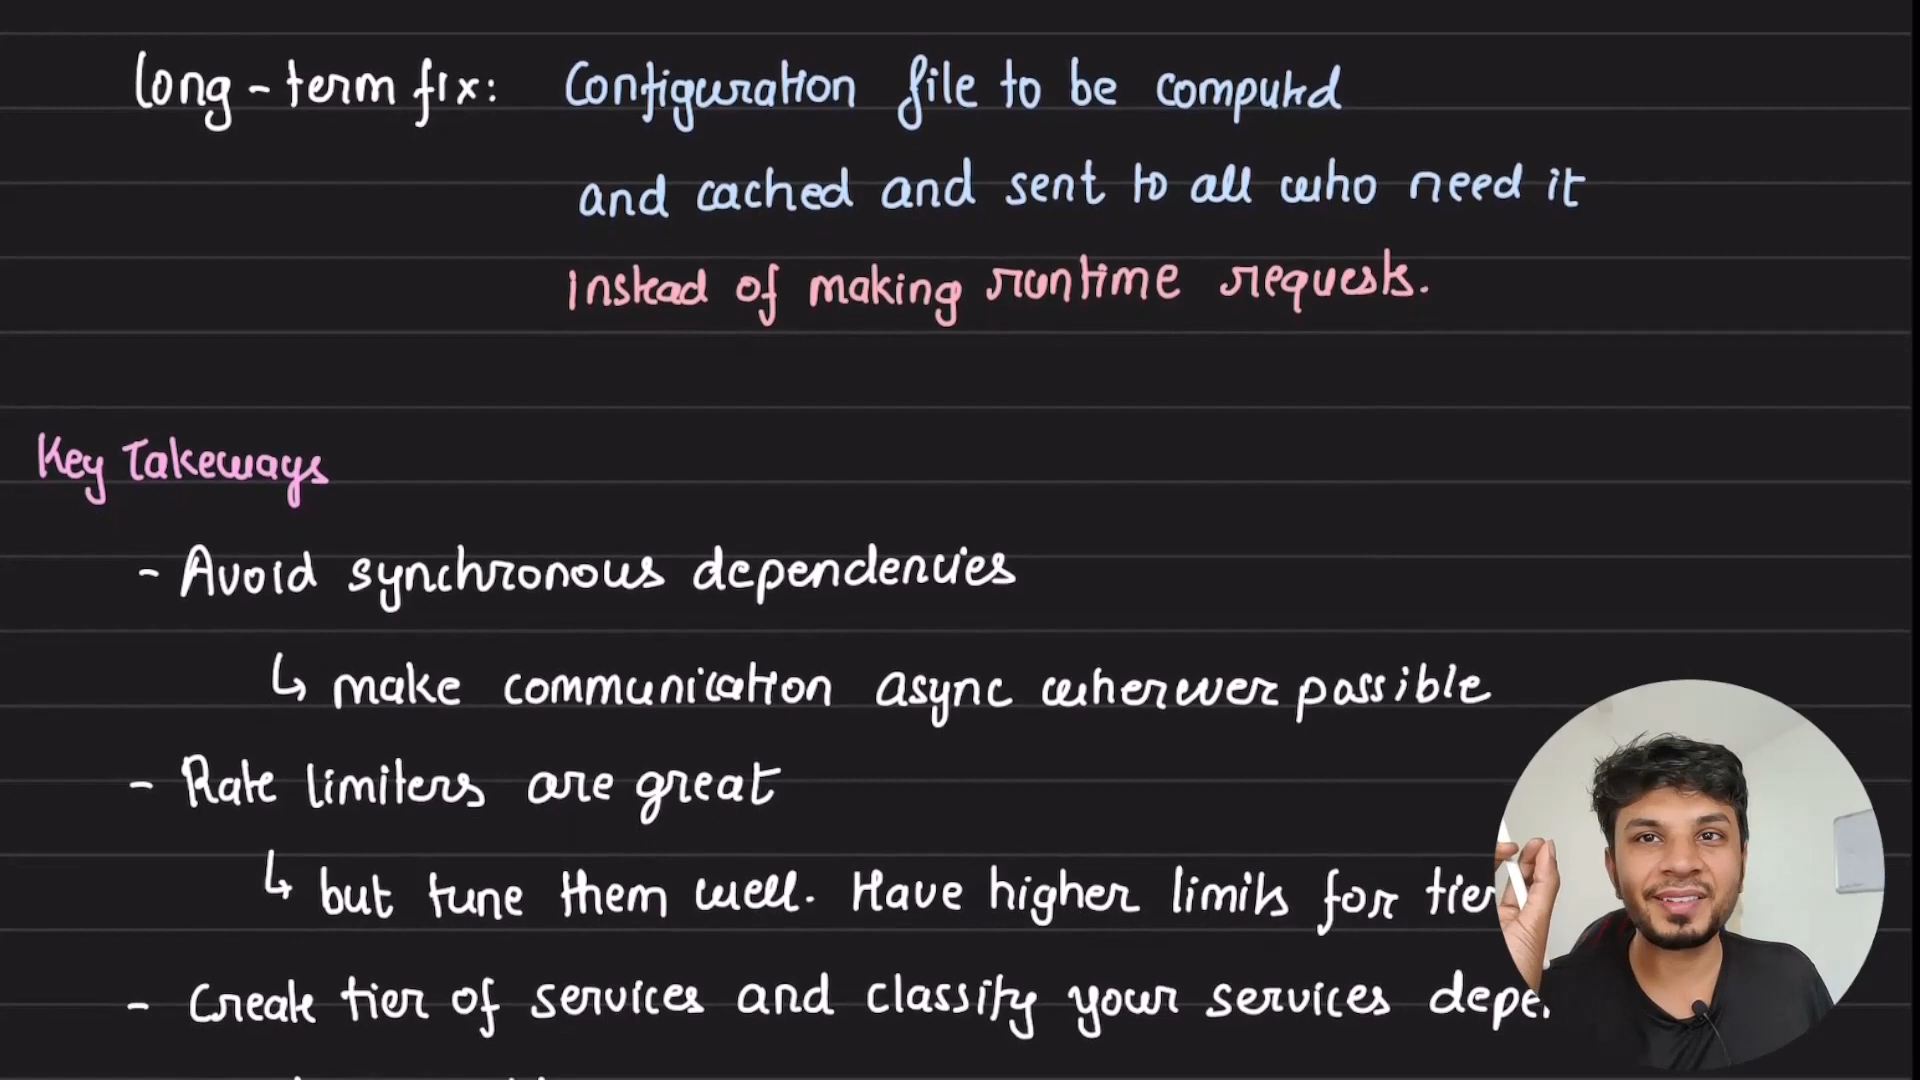 long-term fix: Configuration file to be computed
and cached and sent to all who need it
instead of making runtime requests.
Key Takeways
- Avoid synchronous dependencies
↳ make communication async wherever possible
- Rate limiters are great
↳ but tune them well. Have higher limits for tier
- Create tier of services and classify your services